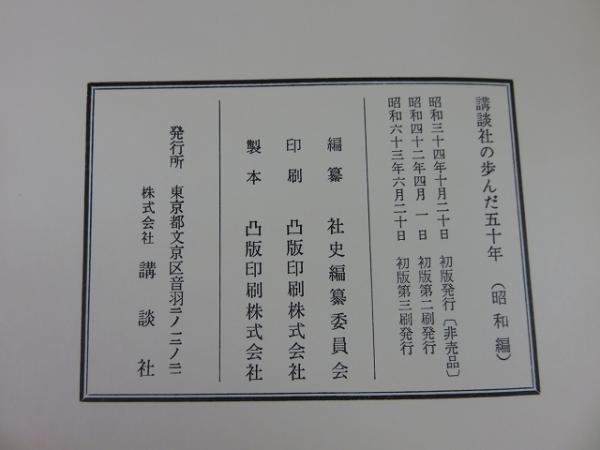 講談社の歩んだ五十年（昭和編）
昭和三十四年十月二十日 初版発行〔非売品〕
昭和四十二年四月 一日 初版第二刷発行
昭和六十三年六月二十日 初版第三刷発行
編纂 社史編纂委員会
印刷 凸版印刷株式会社
製本 凸版印刷株式会社
発行所 東京都文京区音羽二ノ一二ノ二一
株式会社 講談社